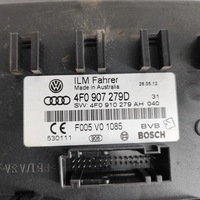 ILM Fahrer
Made in Australia
28.05.12
4F0 907 279D
31
SW: 4F0 910 279 AH 040
F005 V0 1085
BVB
530111
BOSCH